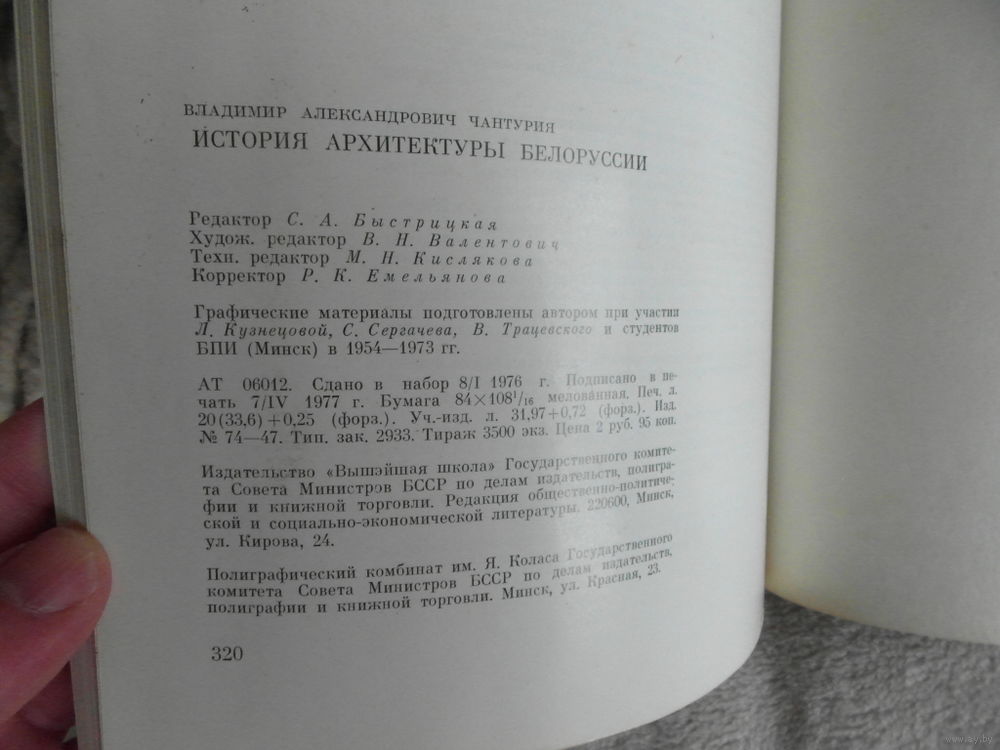 ВЛАДИМИР АЛЕКСАНДРОВИЧ ЧАНТУРИЯ
ИСТОРИЯ АРХИТЕКТУРЫ БЕЛОРУССИИ
Редактор С. А. Быстрицкая
Худож. редактор В. Н. Валентович
Техн. редактор М. Н. Кислякова
Корректор Р. К. Емельянова
Графические материалы подготовлены автором при участии
Л. Кузнецовой, С. Сергачева, В. Трацевского и студентов
БПИ (Минск) в 1954—1973 гг.
АТ 06012. Сдано в набор 8/I 1976 г. Подписано в пе-
чать 7/IV 1977 г. Бумага 84×108¹/₁₆ мелованная. Печ. л.
20(33,6)+0,25 (форз.). Уч.-изд. л. 31,97+0,72 (форз.). Изд.
№ 74—47. Тип. зак. 2933. Тираж 3500 экз. Цена 2 руб. 95 коп.
Издательство «Вышэйшая школа» Государственного комите-
та Совета Министров БССР по делам издательств, полигра-
фии и книжной торговли. Редакция общественно-политиче-
ской и социально-экономической литературы. 220600, Минск,
ул. Кирова, 24.
Полиграфический комбинат им. Я. Коласа Государственного
комитета Совета Министров БССР по делам издательств,
полиграфии и книжной торговли. Минск, ул. Красная, 23.
320
www.ay.by